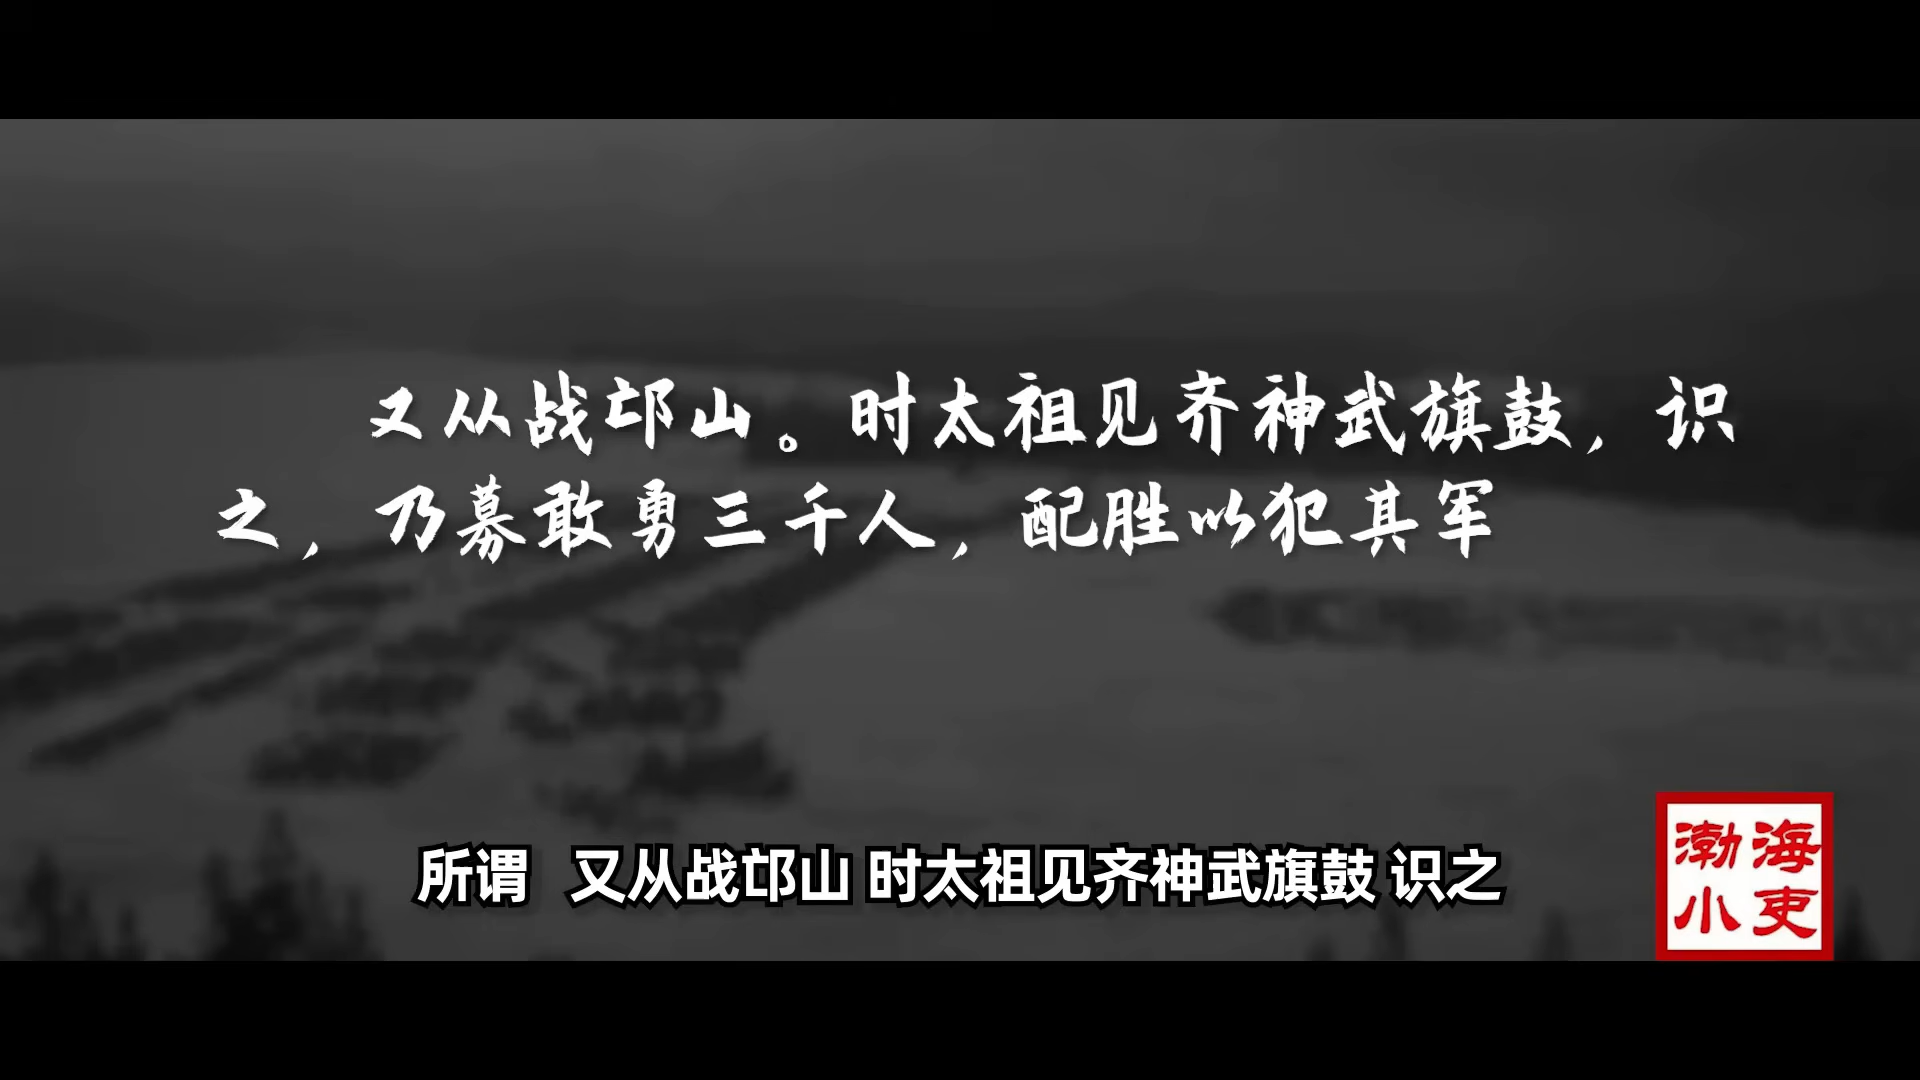 又从战邙山。时太祖见齐神武旗鼓，识
之，乃募敢勇三千人，配胜以犯其军
所谓 又从战邙山 时太祖见齐神武旗鼓 识之
渤海
小吏